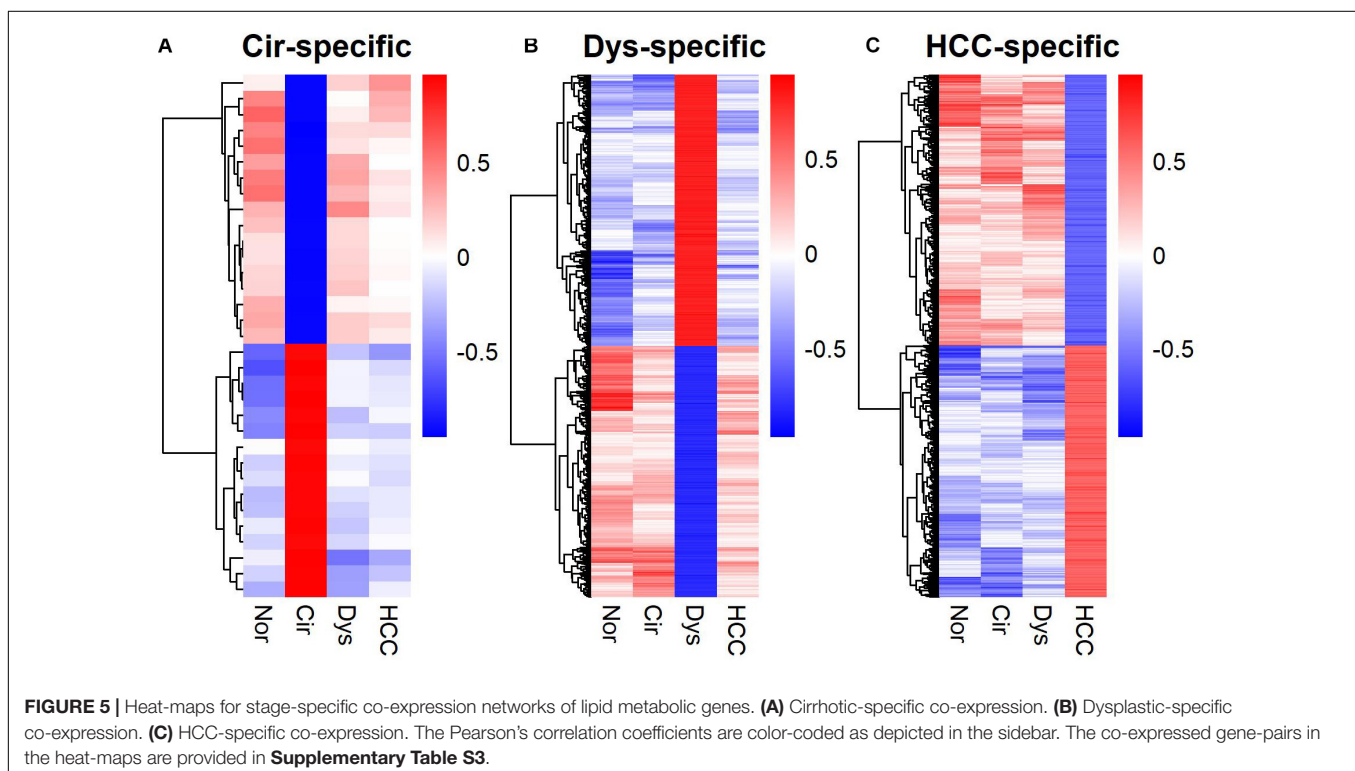 A Cir-specific
B Dys-specific
C HCC-specific
0.5
0
-0.5
0.5
0
-0.5
0.5
0
-0.5
Nor Cir Dys HCC
Nor Cir Dys HCC
Nor Cir Dys HCC
FIGURE 5 | Heat-maps for stage-specific co-expression networks of lipid metabolic genes. (A) Cirrhotic-specific co-expression. (B) Dysplastic-specific
co-expression. (C) HCC-specific co-expression. The Pearson's correlation coefficients are color-coded as depicted in the sidebar. The co-expressed gene-pairs in
the heat-maps are provided in Supplementary Table S3.